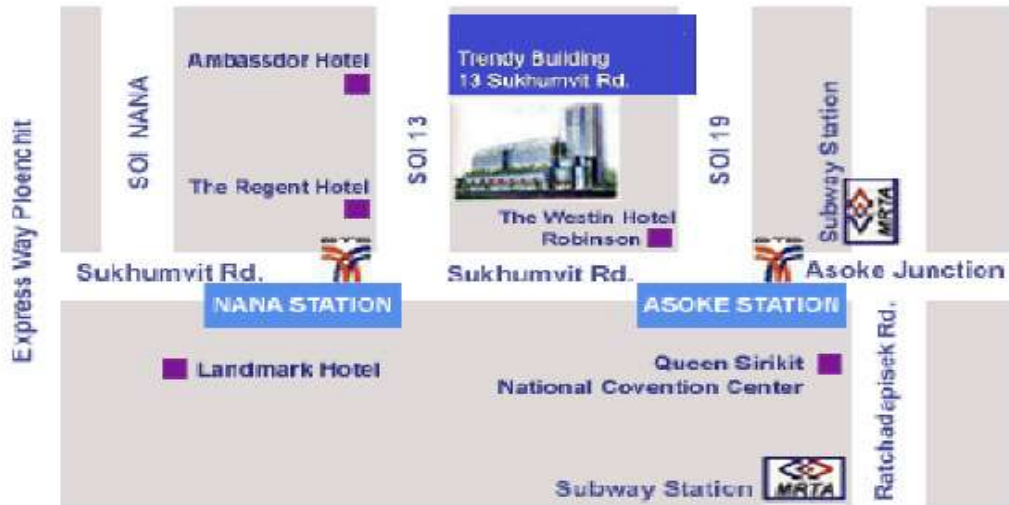 Ambassdor Hotel
Trendy Building
13 Sukhumvit Rd.
SOI NANA
SOI 13
SOI 19
Subway Station
MRTA
Express Way Ploenchit
The Regent Hotel
The Westin Hotel
Robinson
Sukhumvit Rd.
Sukhumvit Rd.
Asoke Junction
NANA STATION
ASOKE STATION
Landmark Hotel
Queen Sirikit
National Covention Center
Ratchadapisek Rd.
Subway Station
MRTA